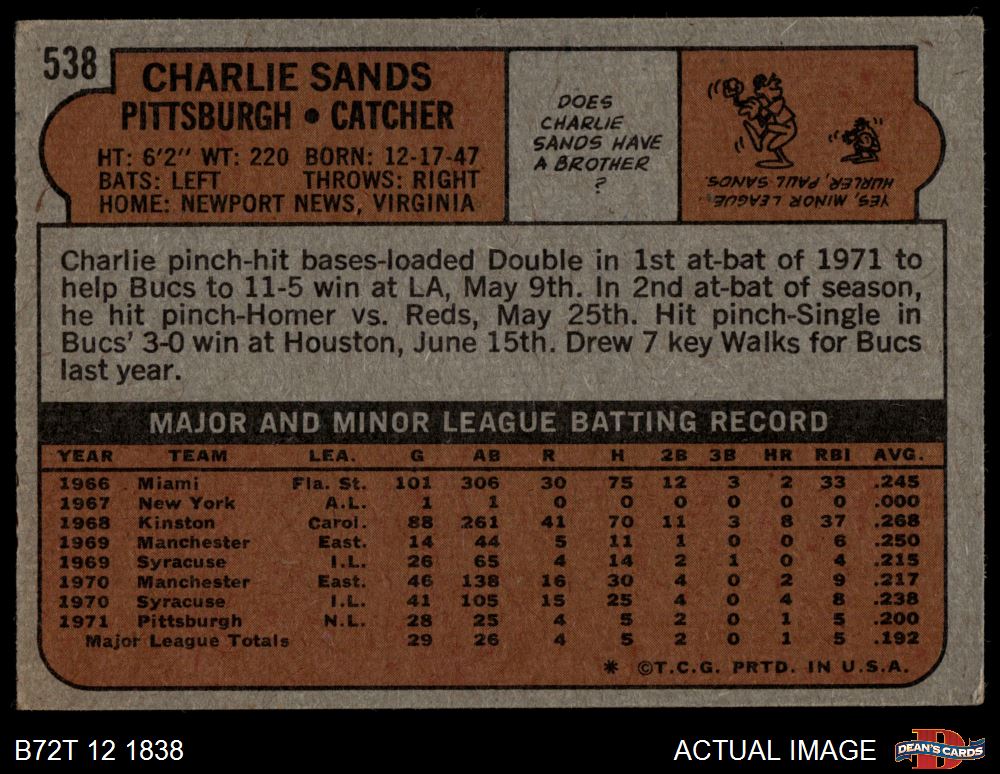 538
CHARLIE SANDS
PITTSBURGH • CATCHER
HT: 6'2" WT: 220 BORN: 12-17-47
BATS: LEFT THROWS: RIGHT
HOME: NEWPORT NEWS, VIRGINIA
DOES
CHARLIE
SANDS HAVE
A BROTHER
?
YES, MINOR LEAGUE
HURLER, PAUL SANDS.
Charlie pinch-hit bases-loaded Double in 1st at-bat of 1971 to
help Bucs to 11-5 win at LA, May 9th. In 2nd at-bat of season,
he hit pinch-Homer vs. Reds, May 25th. Hit pinch-Single in
Bucs' 3-0 win at Houston, June 15th. Drew 7 key Walks for Bucs
last year.
MAJOR AND MINOR LEAGUE BATTING RECORD
YEAR TEAM LEA. G AB R H 2B 3B HR RBI AVG.
1966 Miami Fla. St. 101 306 30 75 12 3 2 33 .245
1967 New York A.L. 1 1 0 0 0 0 0 0 .000
1968 Kinston Carol. 88 261 41 70 11 3 8 37 .268
1969 Manchester East. 14 44 5 11 1 0 0 6 .250
1969 Syracuse I.L. 26 65 4 14 2 1 0 4 .215
1970 Manchester East. 46 138 16 30 4 0 2 9 .217
1970 Syracuse I.L. 41 105 15 25 4 0 4 8 .238
1971 Pittsburgh N.L. 28 25 4 5 2 0 1 5 .200
Major League Totals 29 26 4 5 2 0 1 5 .192
* ©T.C.G. PRTD. IN U.S.A.
B72T 12 1838
ACTUAL IMAGE
DEAN'S CARDS